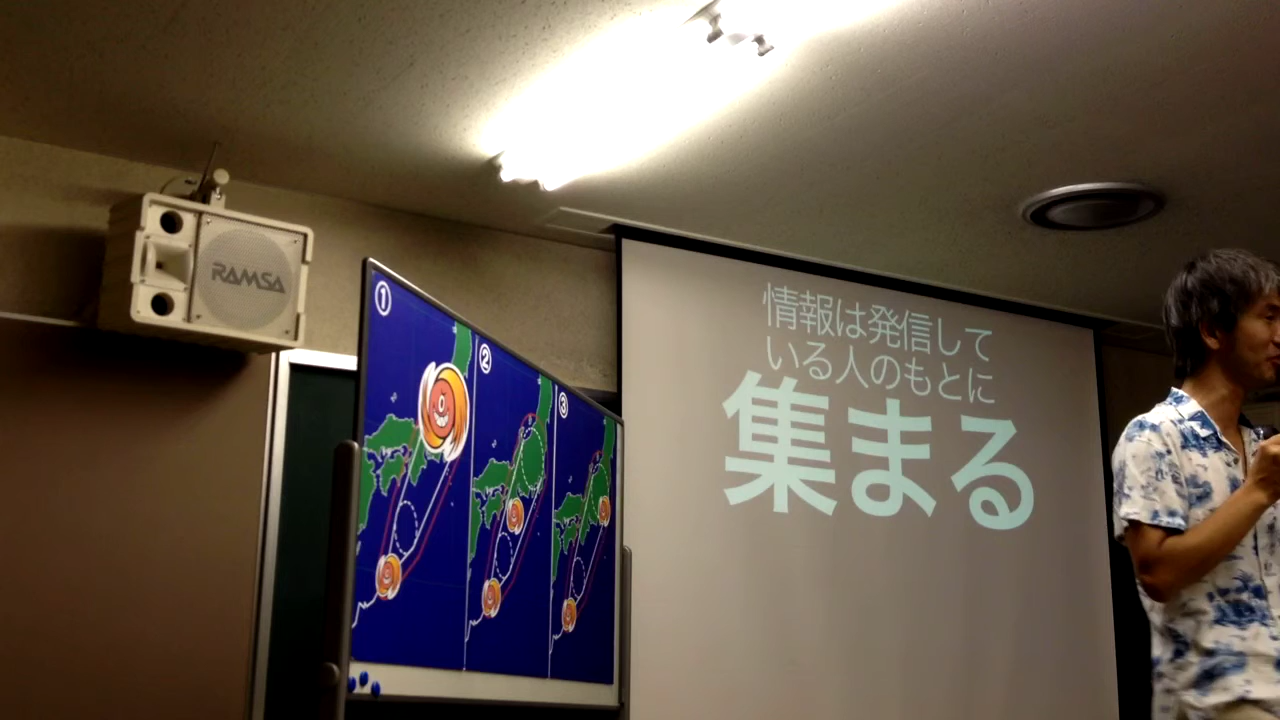 RAMSA
①
②
③
情報は発信して
いる人のもとに
集まる